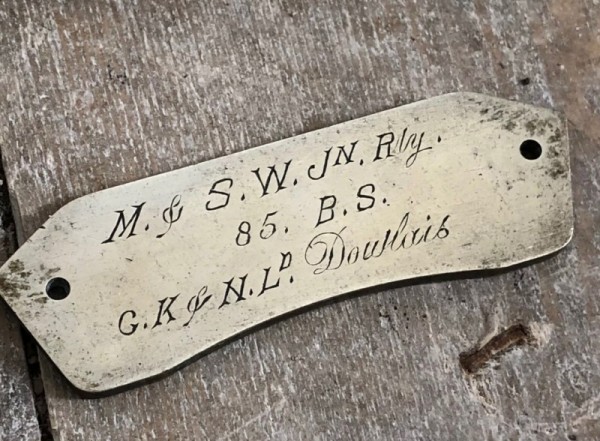 M. & S. W. JN. Rly.
85. B. S.
G. K & N. LD. Dowlais